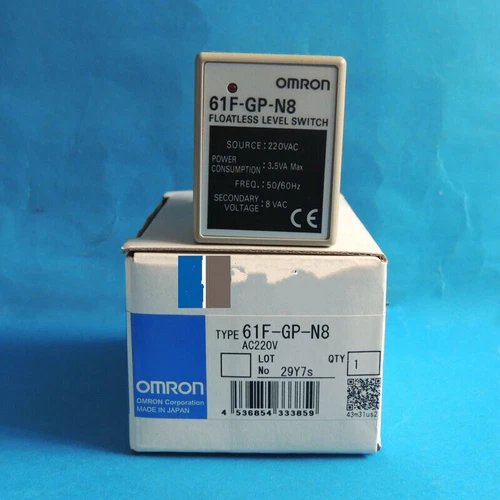 OMRON
61F-GP-N8
FLOATLESS LEVEL SWITCH
SOURCE : 220VAC
POWER CONSUMPTION : 3.5VA Max
FREQ. : 50/60Hz
SECONDARY VOLTAGE : 8 VAC
CE
TYPE 61F-GP-N8
AC220V
LOT No 29Y7s
QTY 1
OMRON
OMRON Corporation
MADE IN JAPAN
4 536854 333859
43m31us2